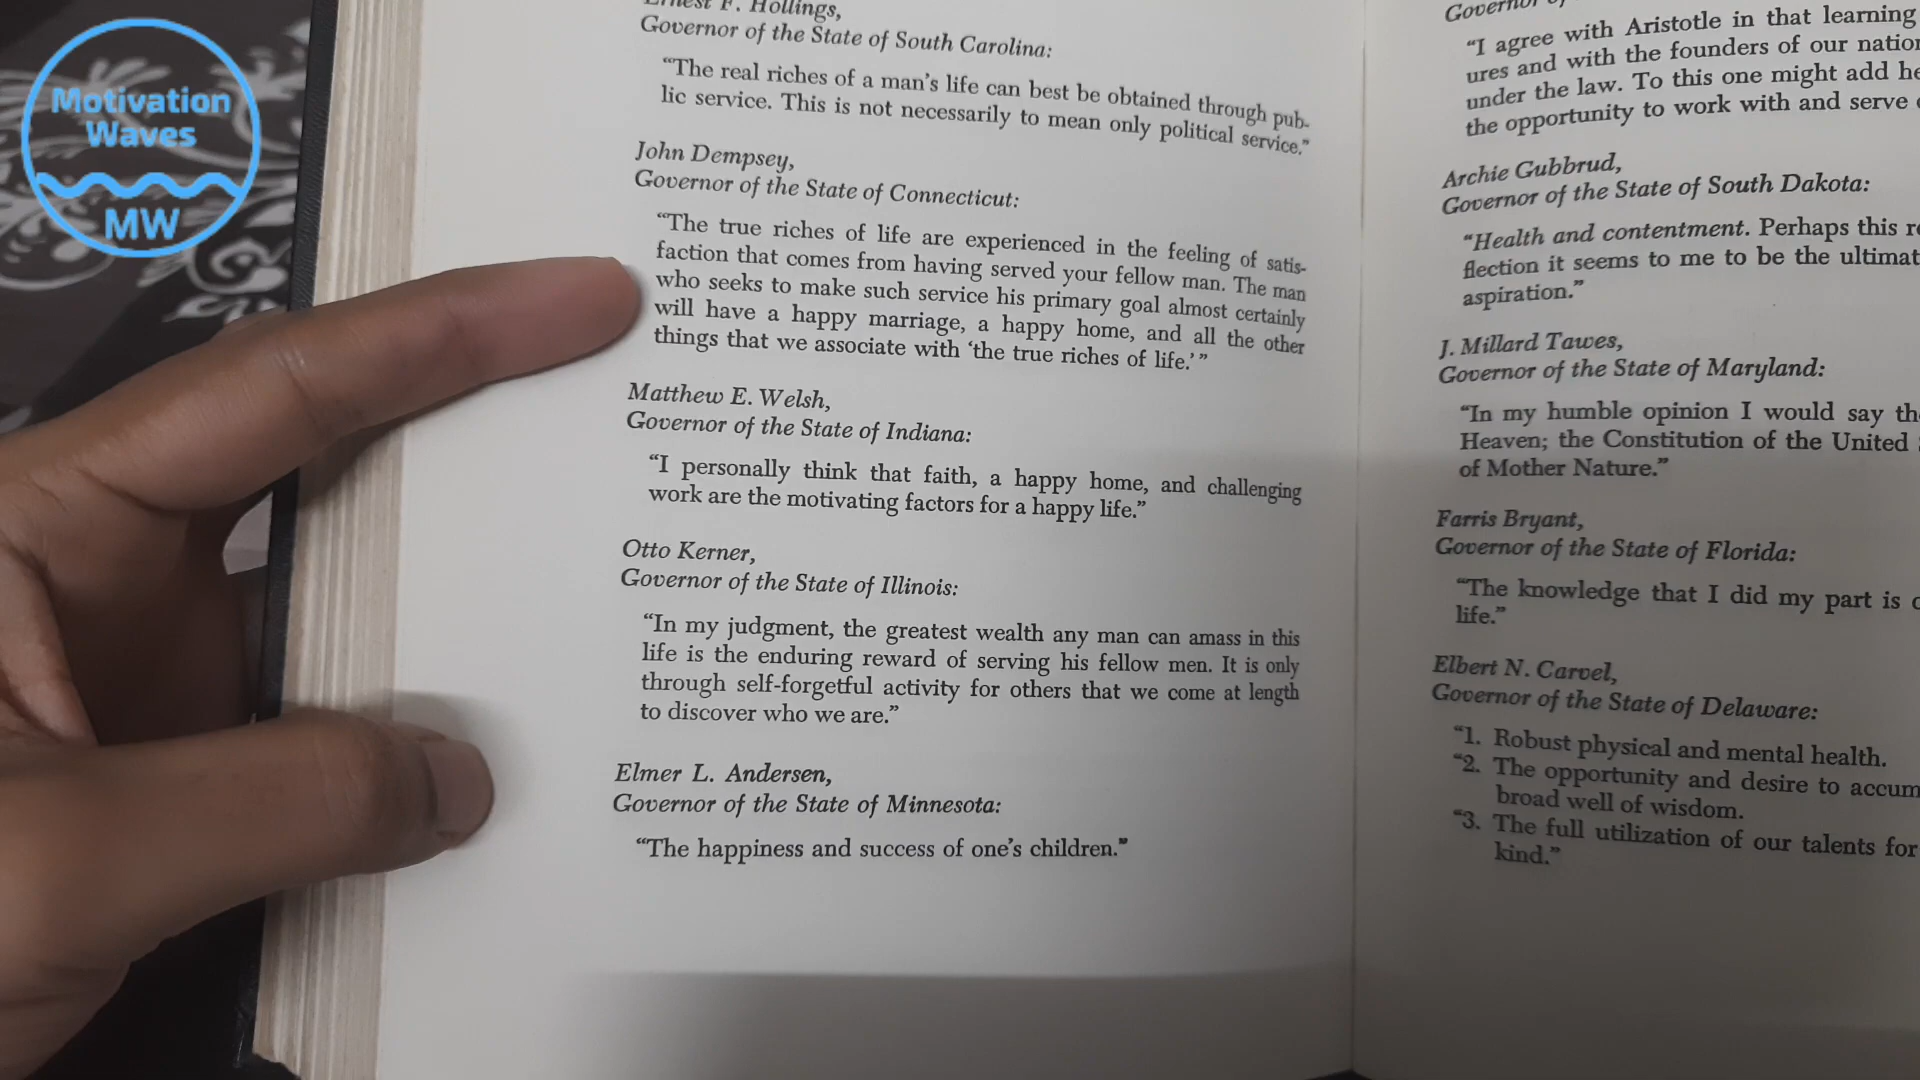 Motivation
Waves
MW
Ernest F. Hollings,
Governor of the State of South Carolina:
“The real riches of a man’s life can best be obtained through pub-
lic service. This is not necessarily to mean only political service.”
John Dempsey,
Governor of the State of Connecticut:
“The true riches of life are experienced in the feeling of satis-
faction that comes from having served your fellow man. The man
who seeks to make such service his primary goal almost certainly
will have a happy marriage, a happy home, and all the other
things that we associate with ‘the true riches of life.’”
Matthew E. Welsh,
Governor of the State of Indiana:
“I personally think that faith, a happy home, and challenging
work are the motivating factors for a happy life.”
Otto Kerner,
Governor of the State of Illinois:
“In my judgment, the greatest wealth any man can amass in this
life is the enduring reward of serving his fellow men. It is only
through self-forgetful activity for others that we come at length
to discover who we are.”
Elmer L. Andersen,
Governor of the State of Minnesota:
“The happiness and success of one’s children.”
Governor of
“I agree with Aristotle in that learning
ures and with the founders of our
under the law. To this one might add
the opportunity to work with and serve
Archie Gubbrud,
Governor of the State of South Dakota:
“Health and contentment. Perhaps this
flection it seems to me to be the
aspiration.”
J. Millard Tawes,
Governor of the State of Maryland:
“In my humble opinion I would say
Heaven; the Constitution of the United
of Mother Nature.”
Farris Bryant,
Governor of the State of Florida:
“The knowledge that I did my part is
life.”
Elbert N. Carvel,
Governor of the State of Delaware:
“1. Robust physical and mental health.
“2. The opportunity and desire to
broad well of wisdom.
“3. The full utilization of our talents for
kind.”